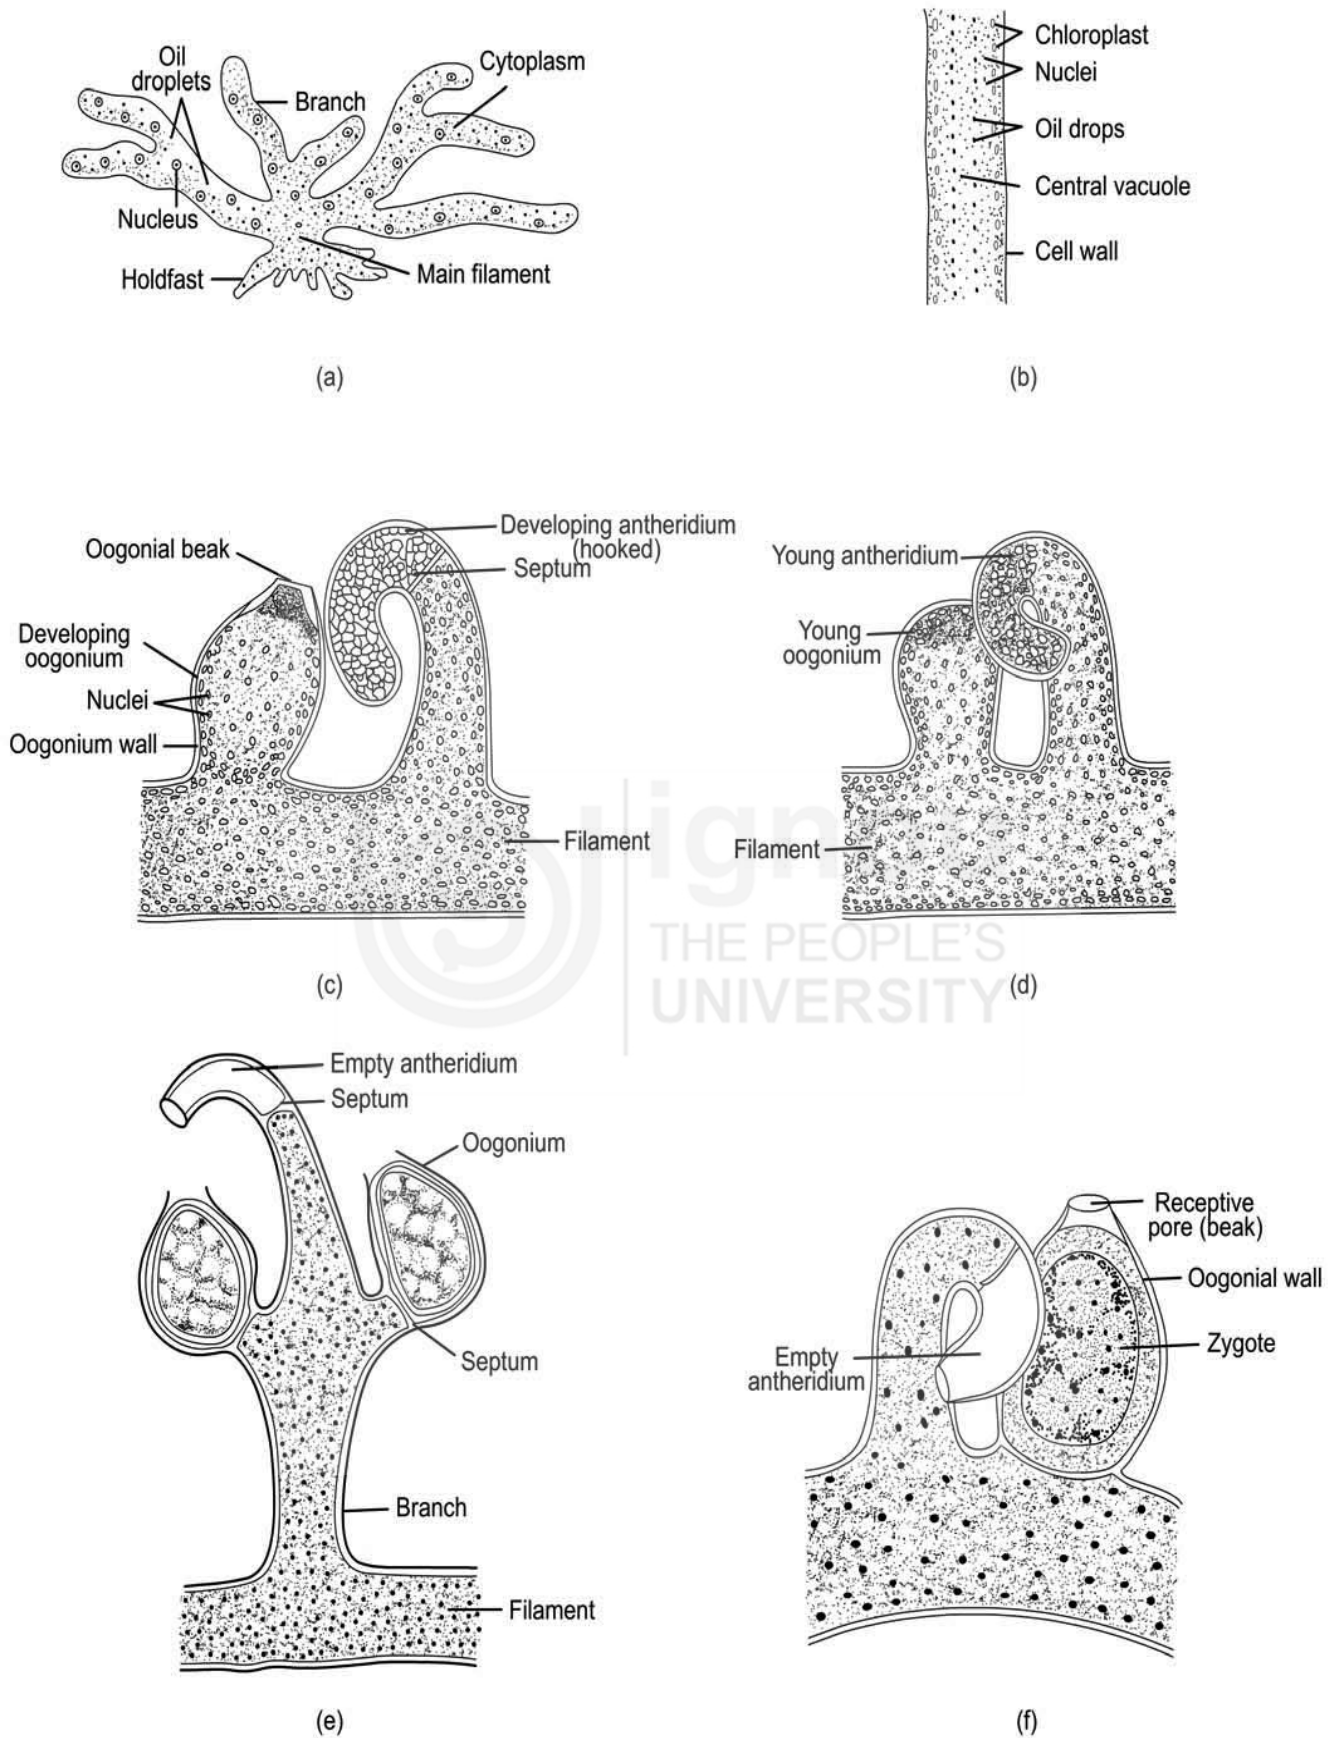 Oil
droplets
Branch
Cytoplasm
Nucleus
Holdfast
Main filament
(a)
Chloroplast
Nuclei
Oil drops
Central vacuole
Cell wall
(b)
Oogonial beak
Developing antheridium
(hooked)
Septum
Developing
oogonium
Nuclei
Oogonium wall
Filament
(c)
Young antheridium
Young
oogonium
Filament
(d)
ignou
THE PEOPLE'S
UNIVERSITY
Empty antheridium
Septum
Oogonium
Septum
Branch
Filament
(e)
Receptive
pore (beak)
Oogonial wall
Zygote
Empty
antheridium
(f)